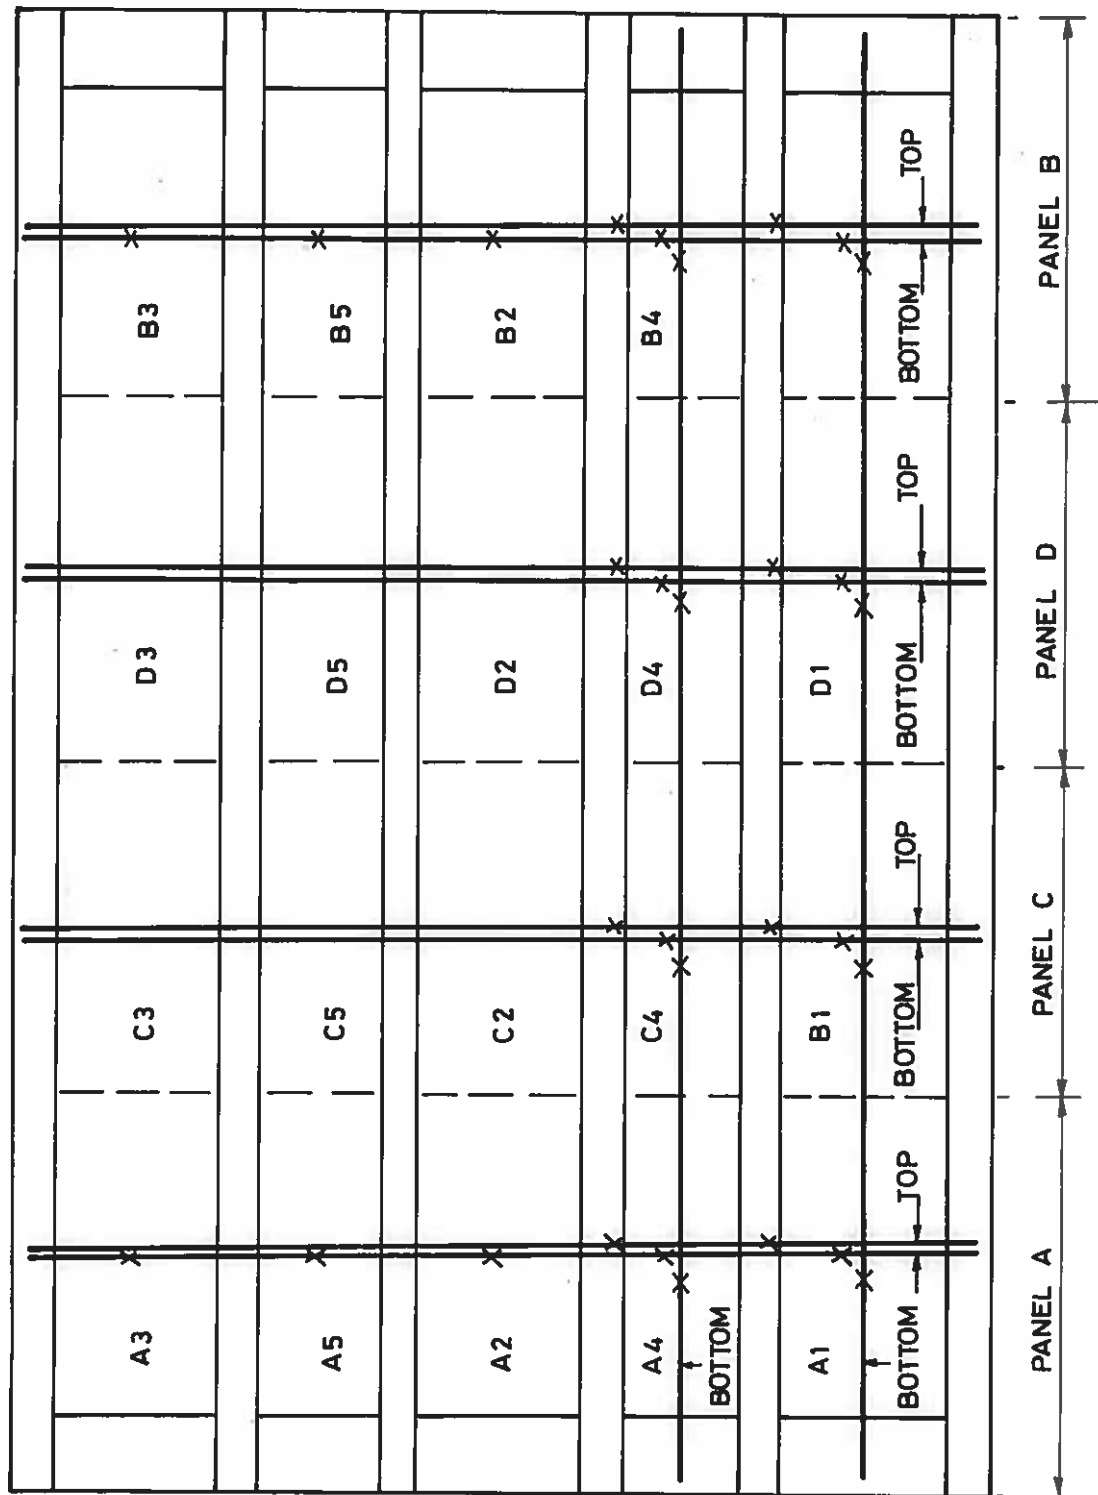 A3 C3 D3 B3
A5 C5 D5 B5
A2 C2 D2 B2
A4 C4 D4 B4
BOTTOM
A1 B1 D1
BOTTOM TOP BOTTOM TOP BOTTOM TOP BOTTOM TOP
PANEL A PANEL C PANEL D PANEL B